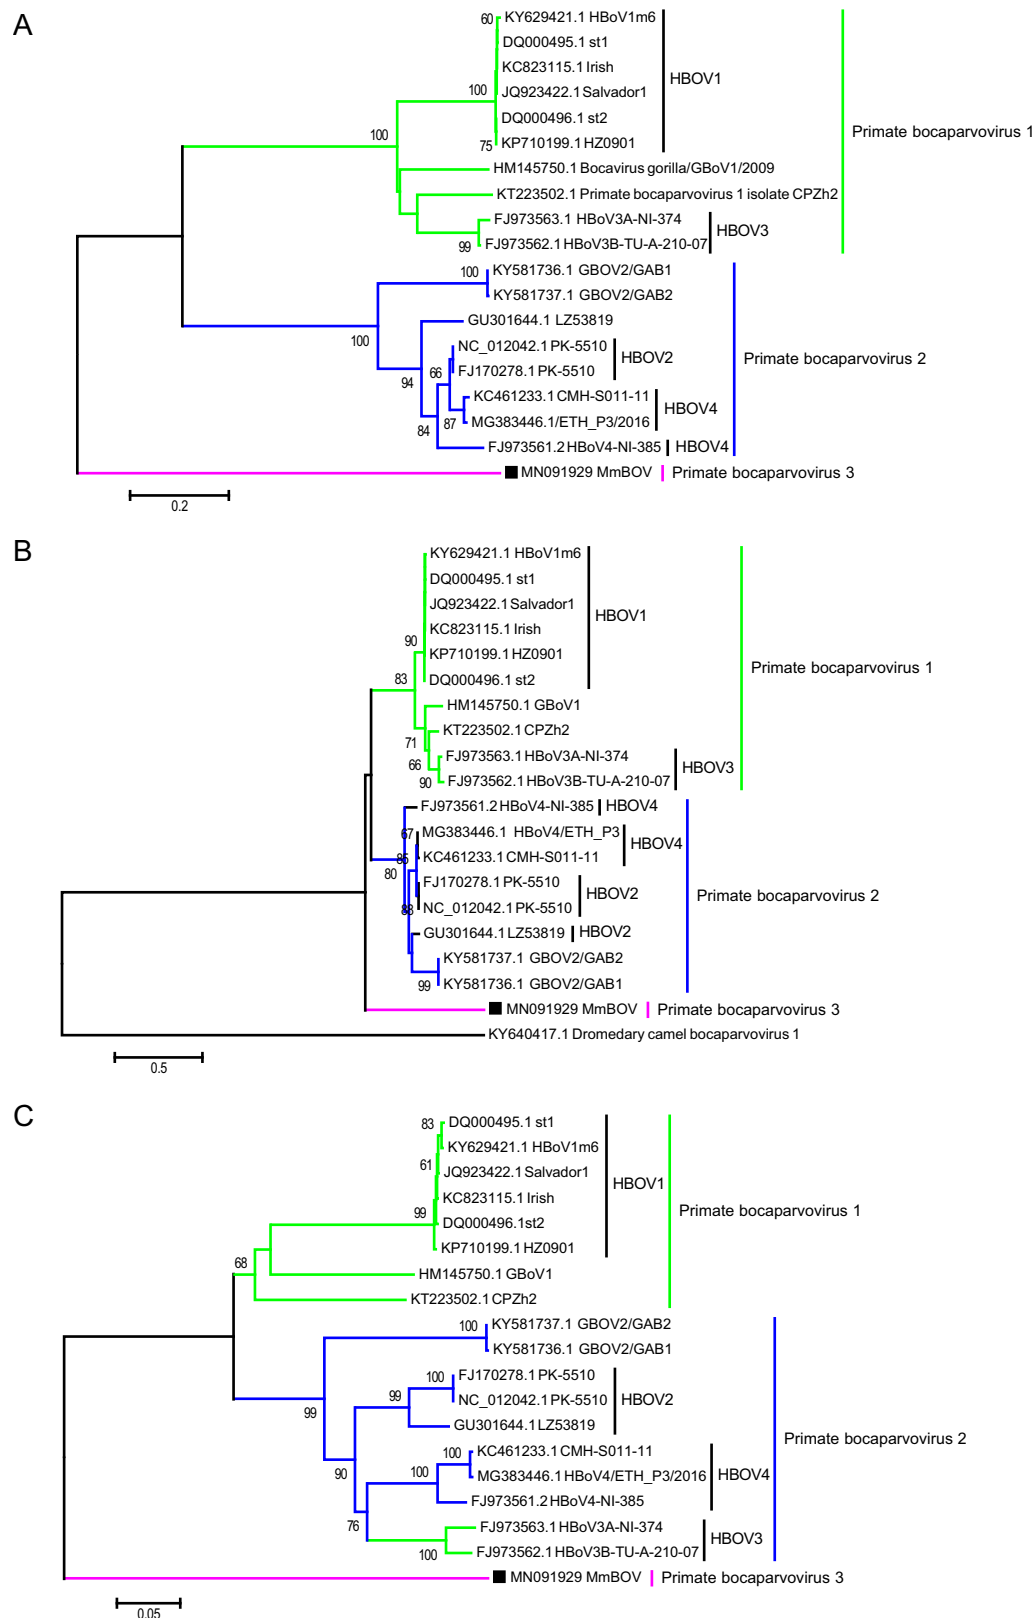 A
60
KY629421.1 HBoV1m6
DQ000495.1 st1
KC823115.1 Irish
HBOV1
100
JQ923422.1 Salvador1
DQ000496.1 st2
Primate bocaparvovirus 1
100
75
KP710199.1 HZ0901
HM145750.1 Bocavirus gorilla/GBoV1/2009
KT223502.1 Primate bocaparvovirus 1 isolate CPZh2
FJ973563.1 HBoV3A-NI-374
HBOV3
99
FJ973562.1 HBoV3B-TU-A-210-07
100
KY581736.1 GBOV2/GAB1
KY581737.1 GBOV2/GAB2
GU301644.1 LZ53819
100
NC_012042.1 PK-5510
HBOV2
Primate bocaparvovirus 2
66
FJ170278.1 PK-5510
94
KC461233.1 CMH-S011-11
HBOV4
87
MG383446.1/ETH_P3/2016
84
FJ973561.2 HBoV4-NI-385
HBOV4
MN091929 MmBOV
Primate bocaparvovirus 3
0.2
B
KY629421.1 HBoV1m6
DQ000495.1 st1
JQ923422.1 Salvador1
HBOV1
KC823115.1 Irish
90
KP710199.1 HZ0901
Primate bocaparvovirus 1
83
DQ000496.1 st2
HM145750.1 GBoV1
KT223502.1 CPZh2
71
FJ973563.1 HBoV3A-NI-374
HBOV3
66
90
FJ973562.1 HBoV3B-TU-A-210-07
FJ973561.2 HBoV4-NI-385
HBOV4
67
MG383446.1 HBoV4/ETH_P3
HBOV4
85
KC461233.1 CMH-S011-11
80
FJ170278.1 PK-5510
HBOV2
Primate bocaparvovirus 2
NC_012042.1 PK-5510
GU301644.1 LZ53819
HBOV2
KY581737.1 GBOV2/GAB2
99
KY581736.1 GBOV2/GAB1
MN091929 MmBOV
Primate bocaparvovirus 3
KY640417.1 Dromedary camel bocaparvovirus 1
0.5
C
83
DQ000495.1 st1
KY629421.1 HBoV1m6
61
JQ923422.1 Salvador1
HBOV1
KC823115.1 Irish
Primate bocaparvovirus 1
99
DQ000496.1st2
KP710199.1 HZ0901
68
HM145750.1 GBoV1
KT223502.1 CPZh2
100
KY581737.1 GBOV2/GAB2
KY581736.1 GBOV2/GAB1
100
FJ170278.1 PK-5510
99
NC_012042.1 PK-5510
HBOV2
GU301644.1 LZ53819
99
Primate bocaparvovirus 2
100
KC461233.1 CMH-S011-11
90
100
MG383446.1 HBoV4/ETH_P3/2016
HBOV4
FJ973561.2 HBoV4-NI-385
76
FJ973563.1 HBoV3A-NI-374
HBOV3
100
FJ973562.1 HBoV3B-TU-A-210-07
MN091929 MmBOV
Primate bocaparvovirus 3
0.05